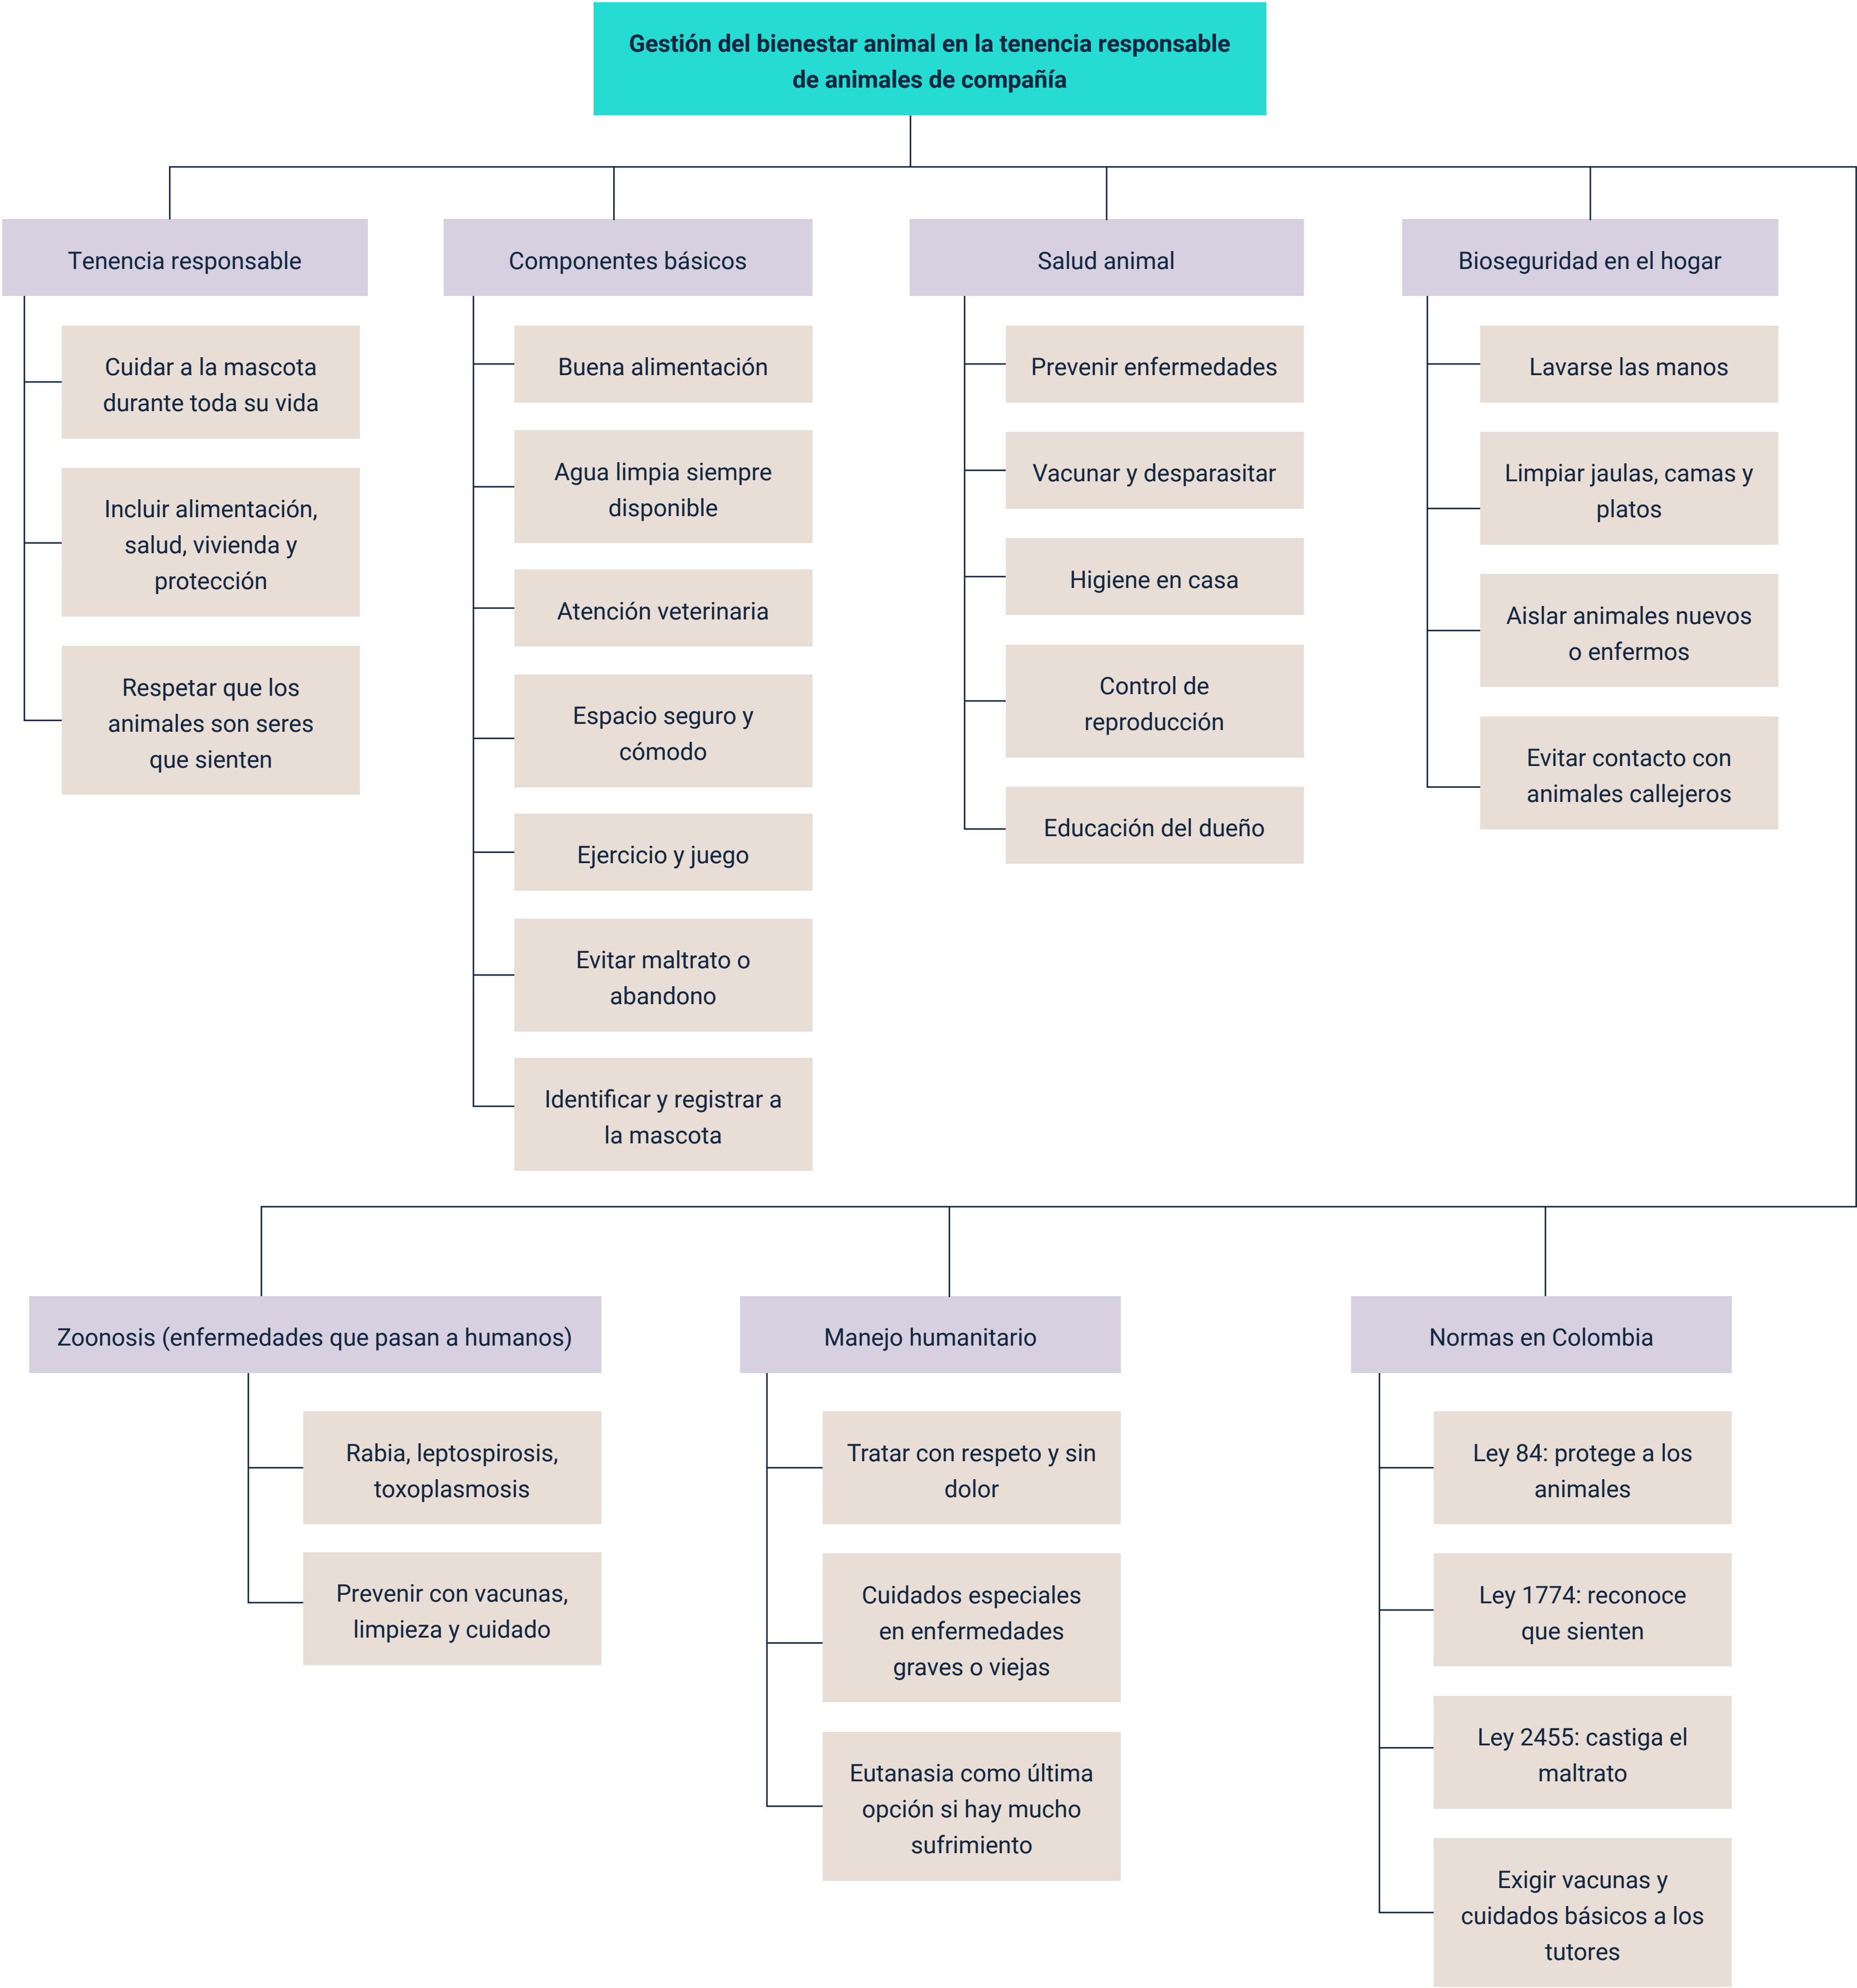 Gestión del bienestar animal en la tenencia responsable
de animales de compañía
Tenencia responsable
Cuidar a la mascota
durante toda su vida
Incluir alimentación,
salud, vivienda y
protección
Respetar que los
animales son seres
que sienten
Componentes básicos
Buena alimentación
Agua limpia siempre
disponible
Atención veterinaria
Espacio seguro y
cómodo
Ejercicio y juego
Evitar maltrato o
abandono
Identificar y registrar a
la mascota
Salud animal
Prevenir enfermedades
Vacunar y desparasitar
Higiene en casa
Control de
reproducción
Educación del dueño
Bioseguridad en el hogar
Lavarse las manos
Limpiar jaulas, camas y
platos
Aislar animales nuevos
o enfermos
Evitar contacto con
animales callejeros
Zoonosis (enfermedades que pasan a humanos)
Rabia, leptospirosis,
toxoplasmosis
Prevenir con vacunas,
limpieza y cuidado
Manejo humanitario
Tratar con respeto y sin
dolor
Cuidados especiales
en enfermedades
graves o viejas
Eutanasia como última
opción si hay mucho
sufrimiento
Normas en Colombia
Ley 84: protege a los
animales
Ley 1774: reconoce
que sienten
Ley 2455: castiga el
maltrato
Exigir vacunas y
cuidados básicos a los
tutores